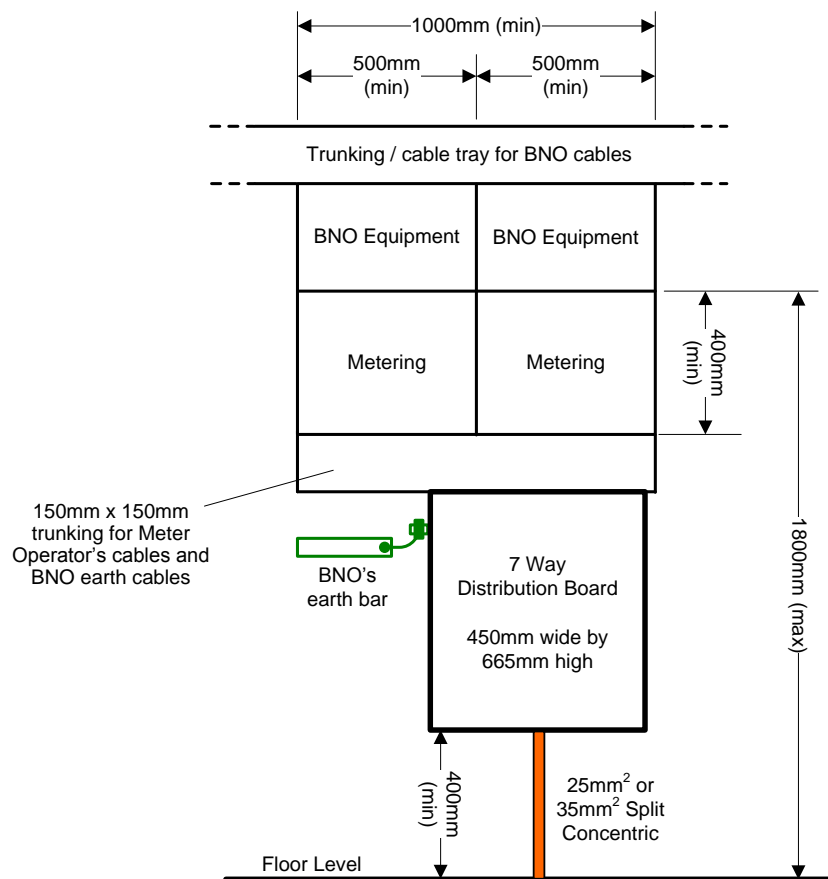 1000mm (min)
500mm
(min)
500mm
(min)
Trunking / cable tray for BNO cables
BNO Equipment
BNO Equipment
Metering
Metering
400mm
(min)
150mm x 150mm
trunking for Meter
Operator's cables and
BNO earth cables
BNO's
earth bar
7 Way
Distribution Board
450mm wide by
665mm high
1800mm (max)
400mm
(min)
25mm² or
35mm² Split
Concentric
Floor Level